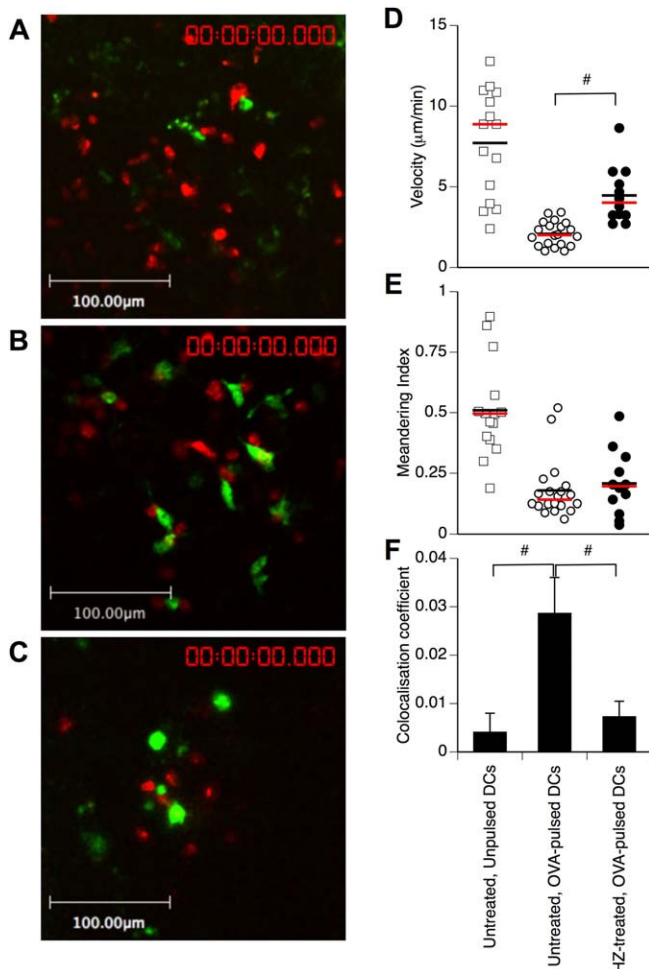 A
00:00:00.000
100.00µm
B
00:00:00.000
100.00µm
C
00:00:00.000
100.00µm
D
Velocity (µm/min)
15
10
5
0
#
E
Meandering Index
1
0.75
0.5
0.25
0
F
Colocalisation coefficient
0.04
0.03
0.02
0.01
0
#
#
Untreated, Unpulsed DCs
Untreated, OVA-pulsed DCs
HZ-treated, OVA-pulsed DCs